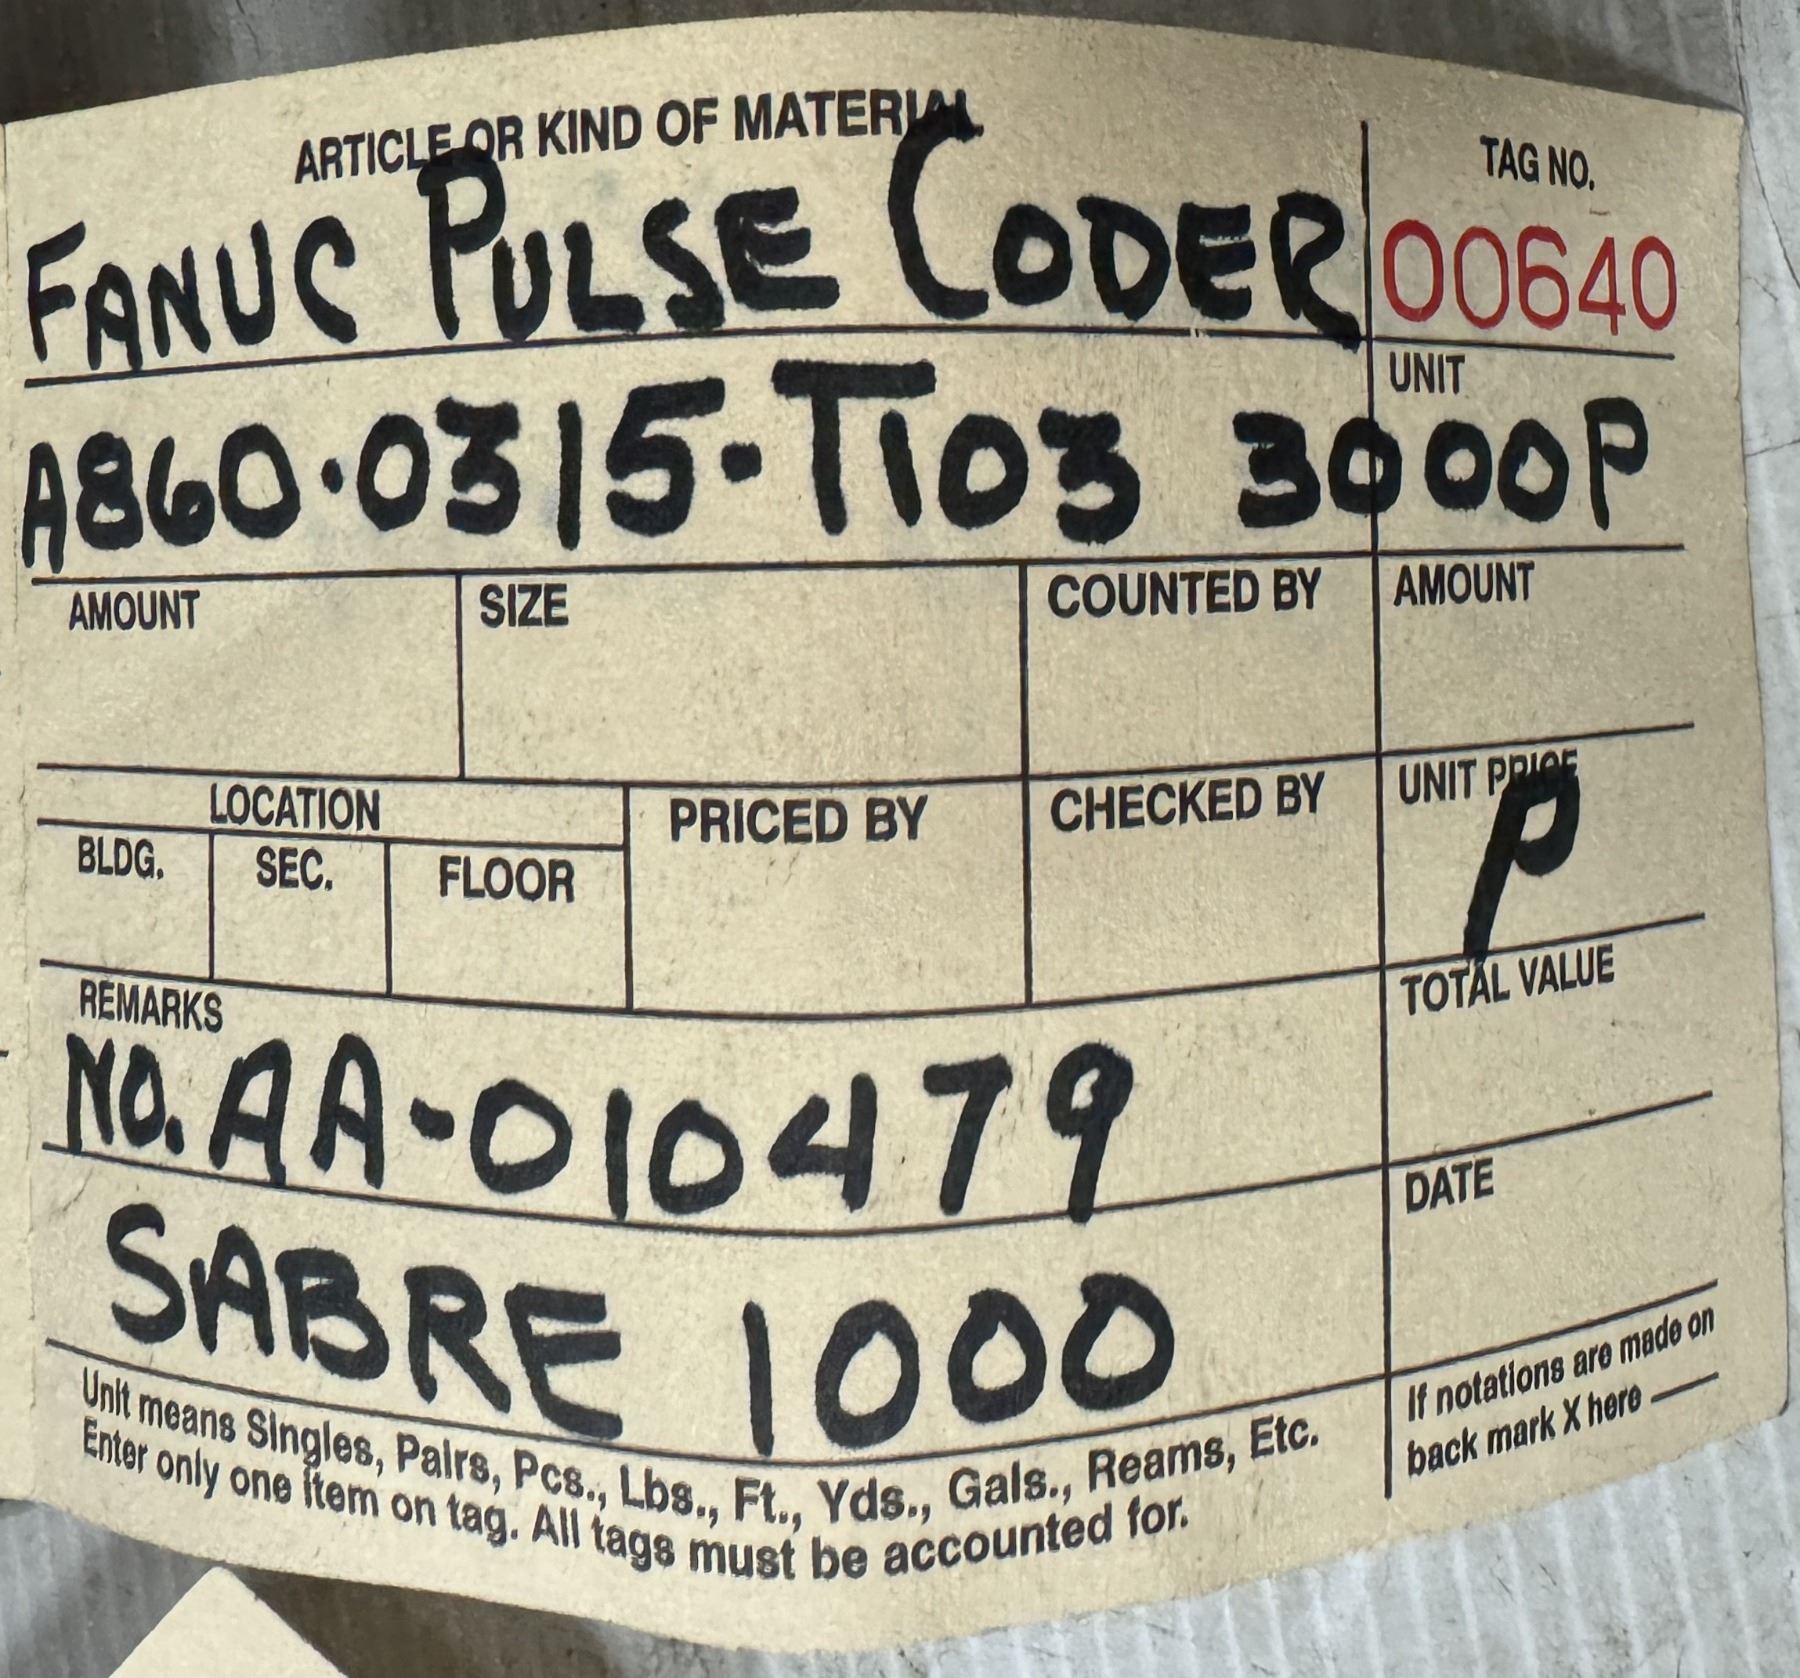 ARTICLE OR KIND OF MATERIAL
TAG NO.
FANUC PULSE CODER
00640
UNIT
A860-0315-T103 3000P
AMOUNT
SIZE
COUNTED BY
AMOUNT
LOCATION
BLDG.
SEC.
FLOOR
PRICED BY
CHECKED BY
UNIT PRICE
P
REMARKS
NO. AA-010479
TOTAL VALUE
SABRE 1000
DATE
Unit means Singles, Pairs, Pcs., Lbs., Ft., Yds., Gals., Reams, Etc.
Enter only one item on tag. All tags must be accounted for.
If notations are made on
back mark X here